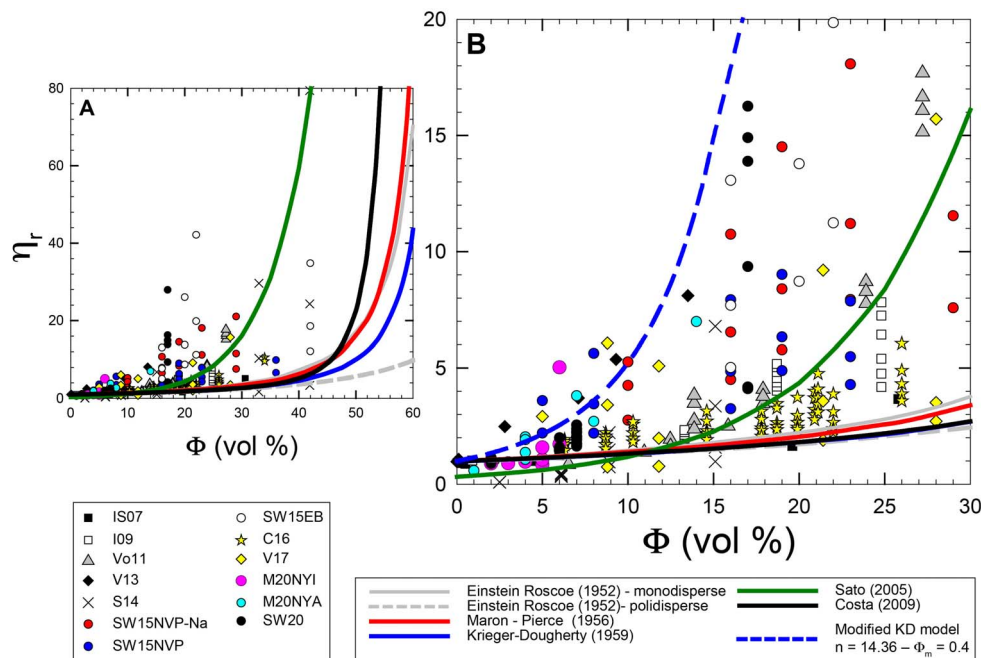 A
η_r
80
60
40
20
0
0 10 20 30 40 50 60
Φ (vol %)
B
20
15
10
5
0
0 5 10 15 20 25 30
Φ (vol %)
IS07
I09
Vo11
V13
S14
SW15NVP-Na
SW15NVP
SW15EB
C16
V17
M20NYI
M20NYA
SW20
Einstein Roscoe (1952) - monodisperse
Einstein Roscoe (1952)- polidisperse
Maron - Pierce (1956)
Krieger-Dougherty (1959)
Sato (2005)
Costa (2009)
Modified KD model
n = 14.36 – Φm = 0.4